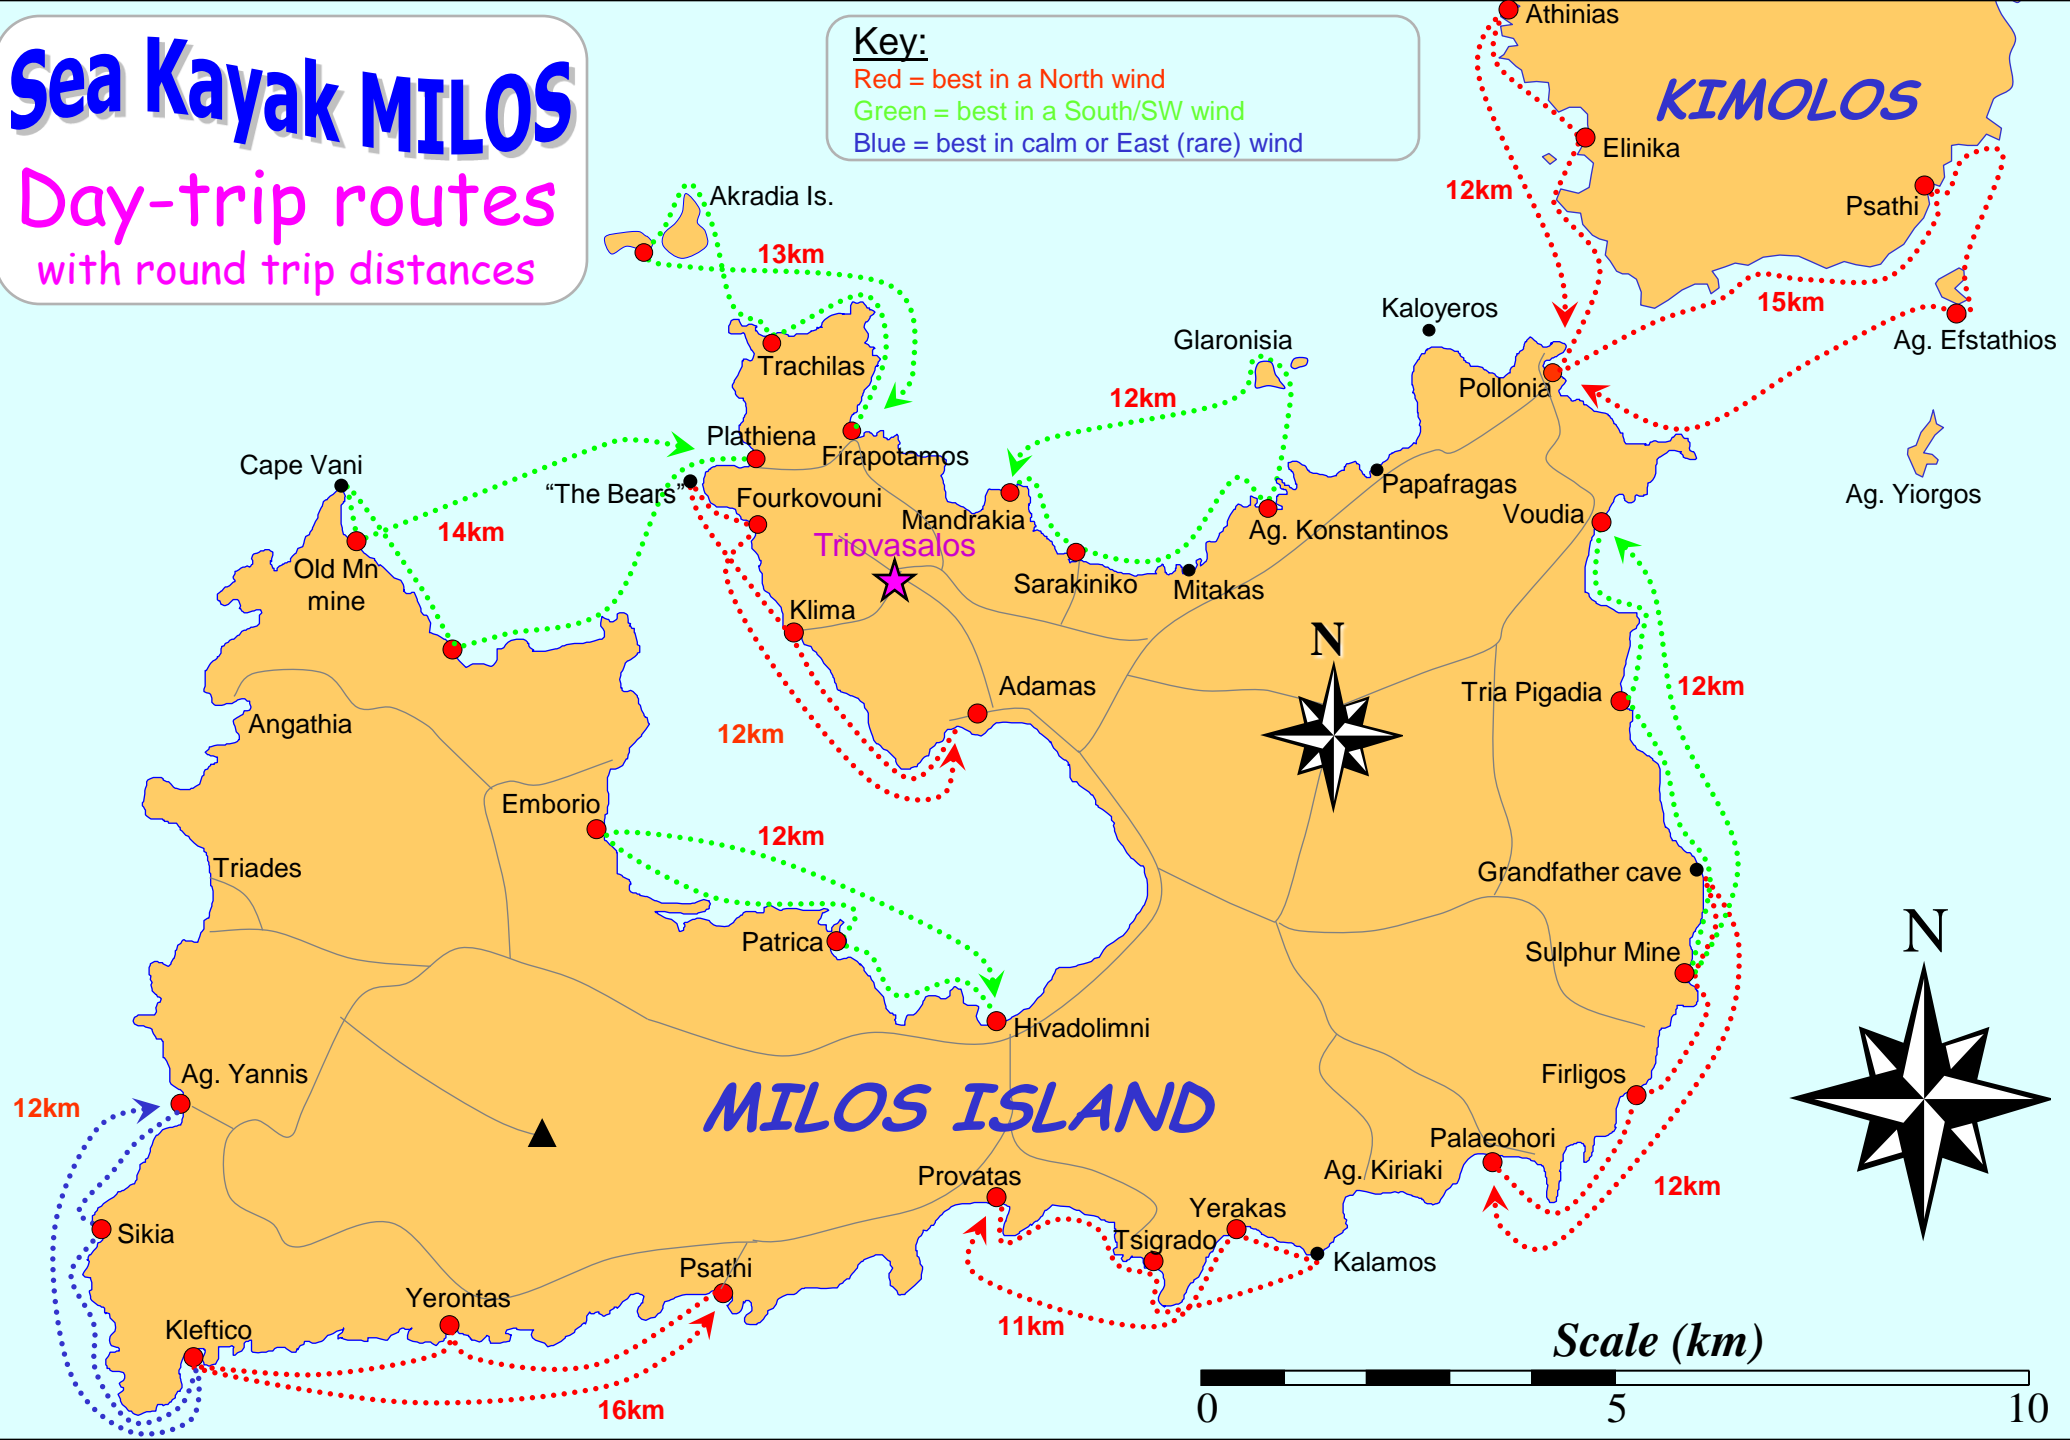 Sea Kayak MILOS
Day-trip routes
with round trip distances
Key:
Red = best in a North wind
Green = best in a South/SW wind
Blue = best in calm or East (rare) wind
Athinias
KIMOLOS
Elinika
12km
Psathi
Akradia Is.
13km
15km
Kaloyeros
Ag. Efstathios
Glaronisia
Trachilas
Pollonia
12km
Plathiena
Firapotamos
Cape Vani
“The Bears”
Fourkovouni
Papafragas
Ag. Yiorgos
14km
Mandrakia
Ag. Konstantinos
Voudia
Triovasalos
Old Mn
mine
Sarakiniko
Mitakas
Klima
N
Adamas
Tria Pigadia
12km
Angathia
12km
Emborio
12km
Triades
Grandfather cave
Patrica
Sulphur Mine
N
Hivadolimni
Ag. Yannis
Firligos
12km
MILOS ISLAND
Palaeohori
Provatas
Ag. Kiriaki
12km
Yerakas
Sikia
Tsigrado
Kalamos
Psathi
Yerontas
11km
Kleftico
16km
Scale (km)
0 5 10